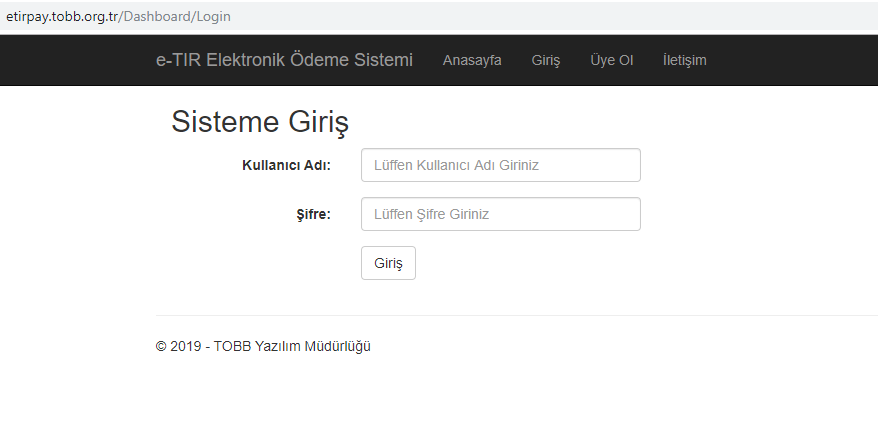 etirpay.tobb.org.tr/Dashboard/Login
e-TIR Elektronik Ödeme Sistemi Anasayfa Giriş Üye Ol İletişim
Sisteme Giriş
Kullanıcı Adı: Lüffen Kullanıcı Adı Giriniz
Şifre: Lüffen Şifre Giriniz
Giriş
© 2019 - TOBB Yazılım Müdürlüğü